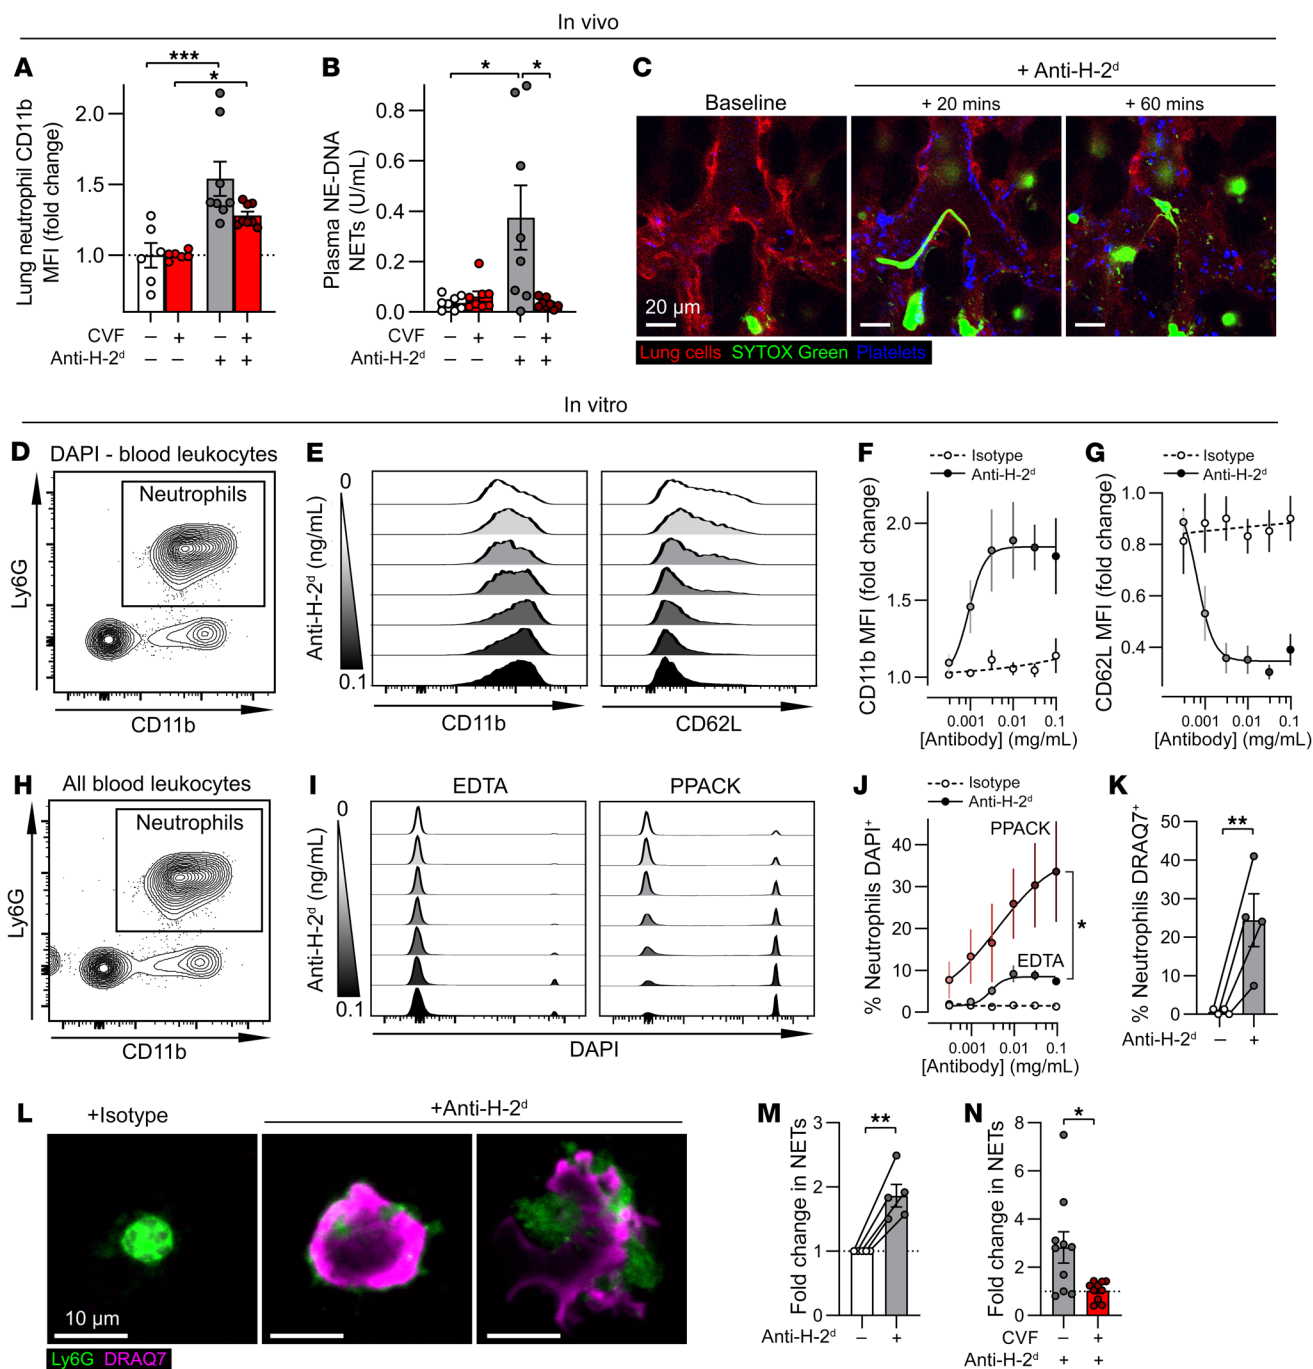 In vivo
A
***
*
Lung neutrophil CD11b
MFI (fold change)
2.0
1.5
1.0
CVF – + – +
Anti-H-2d – – + +
B
* *
Plasma NE-DNA
NETs (U/mL)
0.8
0.6
0.4
0.2
0.0
CVF – + – +
Anti-H-2d – – + +
C
+ Anti-H-2d
Baseline + 20 mins + 60 mins
20 µm
Lung cells SYTOX Green Platelets
In vitro
D
DAPI - blood leukocytes
Neutrophils
Ly6G
CD11b
E
0
Anti-H-2d (ng/mL)
0.1
CD11b CD62L
F
Isotype
Anti-H-2d
CD11b MFI (fold change)
2.0
1.5
1.0
0.001 0.01 0.1
[Antibody] (mg/mL)
G
Isotype
Anti-H-2d
CD62L MFI (fold change)
1.0
0.8
0.6
0.4
0.001 0.01 0.1
[Antibody] (mg/mL)
H
All blood leukocytes
Neutrophils
Ly6G
CD11b
I
EDTA PPACK
0
Anti-H-2d (ng/mL)
0.1
DAPI
J
Isotype
Anti-H-2d
PPACK
EDTA
*
% Neutrophils DAPI+
40
30
20
10
0
0.001 0.01 0.1
[Antibody] (mg/mL)
K
**
% Neutrophils DRAQ7+
50
40
30
20
10
0
Anti-H-2d – +
L
+Isotype +Anti-H-2d
10 µm
Ly6G DRAQ7
M
**
Fold change in NETs
3
2
1
0
Anti-H-2d – +
N
*
Fold change in NETs
8
6
4
2
0
CVF – +
Anti-H-2d + +